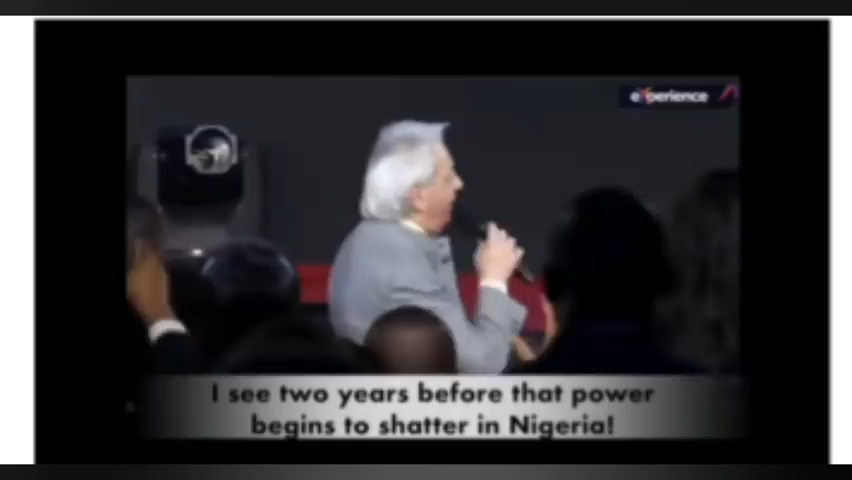 eXperience
I see two years before that power
begins to shatter in Nigeria!